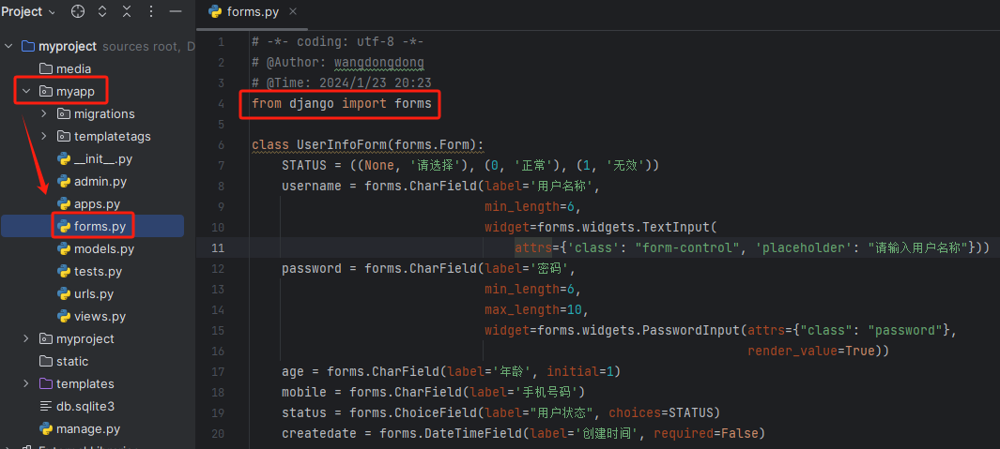 Project
forms.py
myproject sources root, D
media
myapp
migrations
templatetags
__init__.py
admin.py
apps.py
forms.py
models.py
tests.py
urls.py
views.py
myproject
static
templates
db.sqlite3
manage.py
1 # -*- coding: utf-8 -*-
2 # @Author: wangdongdong
3 # @Time: 2024/1/23 20:23
4 from django import forms
5
6 class UserInfoForm(forms.Form):
7 STATUS = ((None, '请选择'), (0, '正常'), (1, '无效'))
8 username = forms.CharField(label='用户名称',
9 min_length=6,
10 widget=forms.widgets.TextInput(
11 attrs={'class': "form-control", 'placeholder': "请输入用户名称"}))
12 password = forms.CharField(label='密码',
13 min_length=6,
14 max_length=10,
15 widget=forms.widgets.PasswordInput(attrs={"class": "password"},
16 render_value=True))
17 age = forms.CharField(label='年龄', initial=1)
18 mobile = forms.CharField(label='手机号码')
19 status = forms.ChoiceField(label="用户状态", choices=STATUS)
20 createdate = forms.DateTimeField(label='创建时间', required=False)